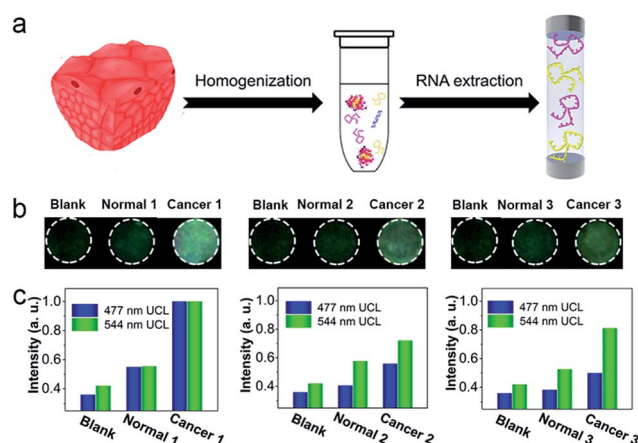 a
Homogenization
RNA extraction
b
Blank Normal 1 Cancer 1
Blank Normal 2 Cancer 2
Blank Normal 3 Cancer 3
c
Intensity (a. u.)
1.0
0.8
0.6
0.4
477 nm UCL
544 nm UCL
Blank
Normal 1
Cancer 1
Intensity (a. u.)
1.0
0.8
0.6
0.4
477 nm UCL
544 nm UCL
Blank
Normal 2
Cancer 2
Intensity (a. u.)
1.0
0.8
0.6
0.4
477 nm UCL
544 nm UCL
Blank
Normal 3
Cancer 3